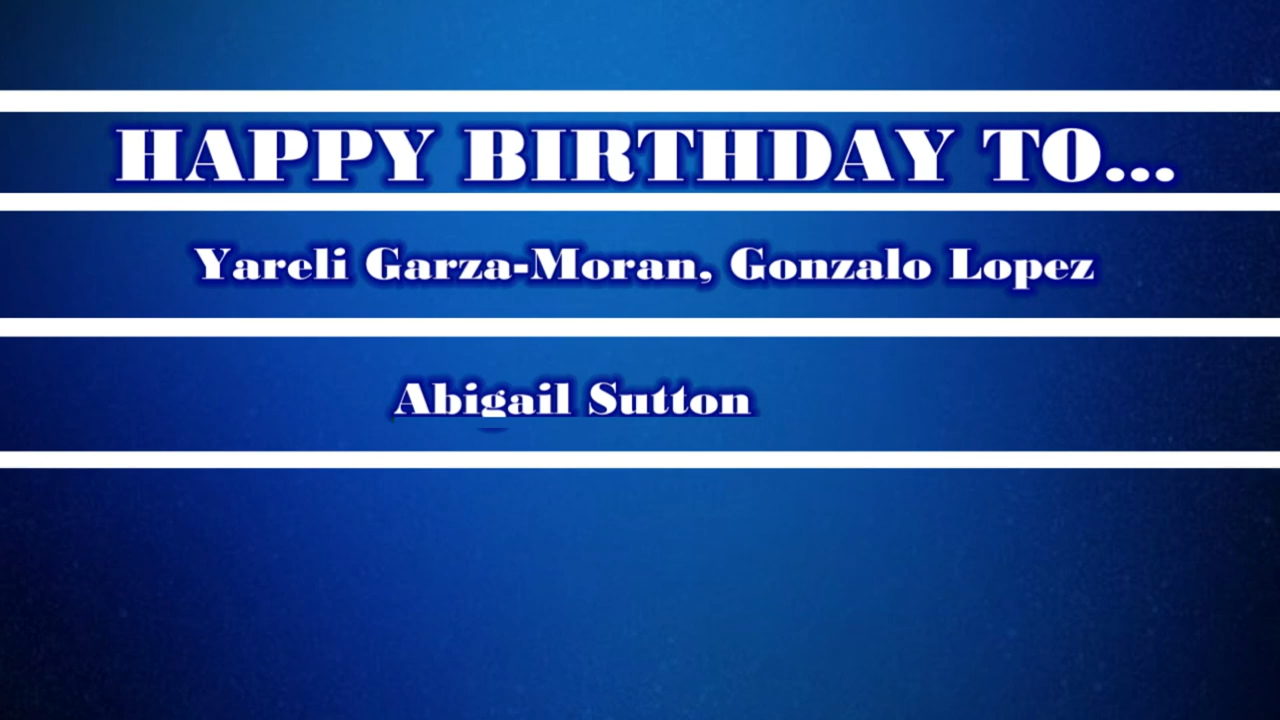 HAPPY BIRTHDAY TO...
Yareli Garza-Moran, Gonzalo Lopez
Abigail Sutton